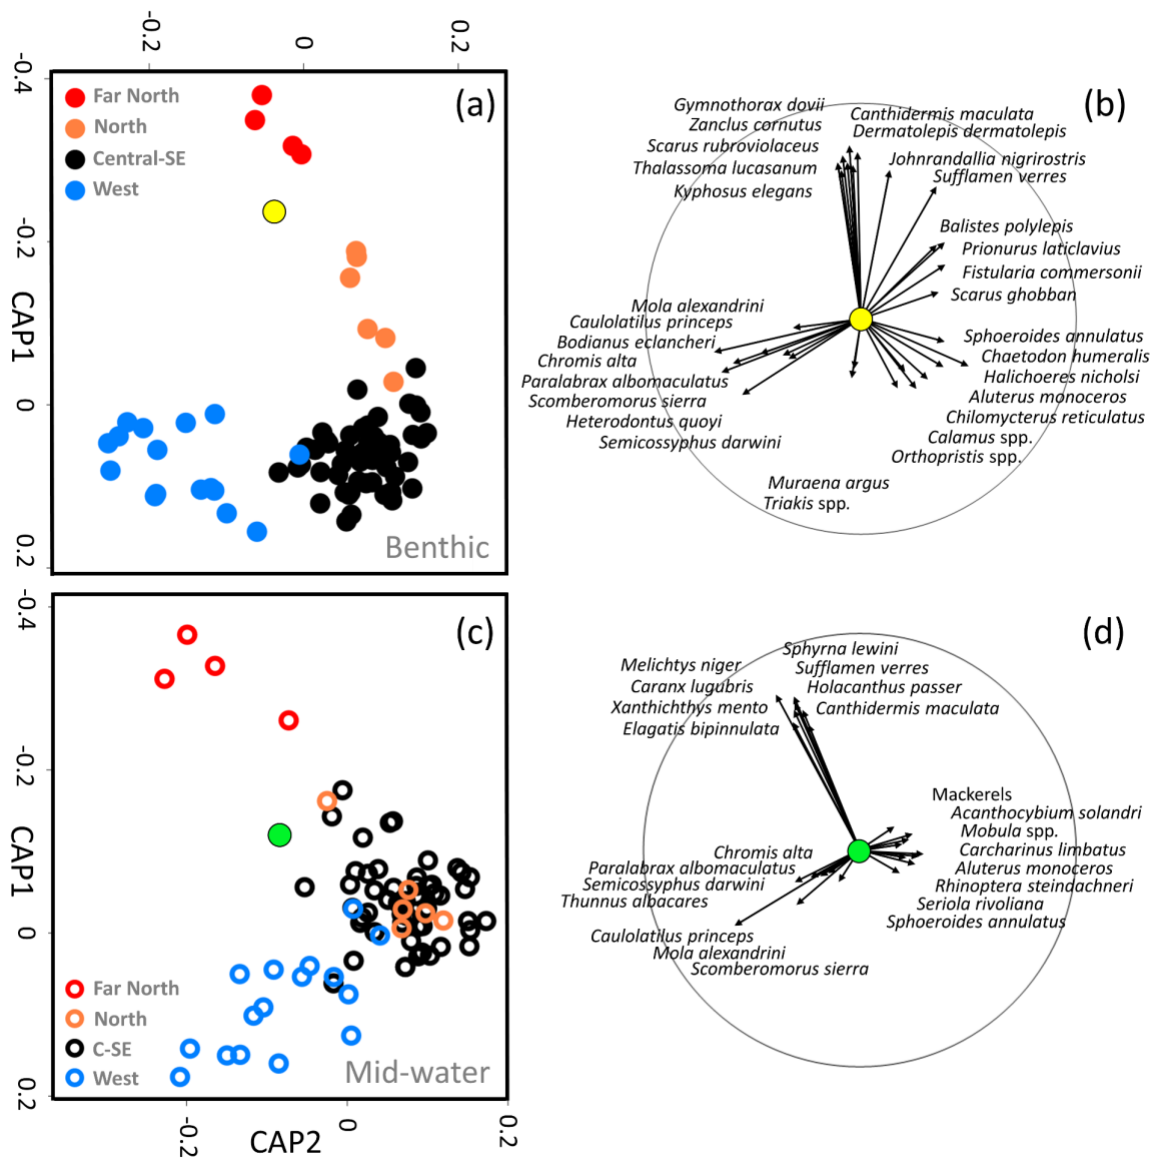 -0.2
0
0.2
-0.4
-0.2
0
0.2
CAP1
Far North
North
Central-SE
West
(a)
Benthic
(b)
Gymnothorax dovii
Zanclus cornutus
Scarus rubroviolaceus
Thalassoma lucasanum
Kyphosus elegans
Canthidermis maculata
Dermatolepis dermatolepis
Johnrandallia nigrirostris
Sufflamen verres
Balistes polylepis
Prionurus laticlavius
Fistularia commersonii
Scarus ghobban
Mola alexandrini
Caulolatilus princeps
Bodianus eclancheri
Chromis alta
Paralabrax albomaculatus
Scomberomorus sierra
Heterodontus quoyi
Semicossyphus darwini
Sphoeroides annulatus
Chaetodon humeralis
Halichoeres nicholsi
Aluterus monoceros
Chilomycterus reticulatus
Calamus spp.
Orthopristis spp.
Muraena argus
Triakis spp.
-0.4
-0.2
0
0.2
CAP1
(c)
Far North
North
C-SE
West
Mid-water
-0.2
0
0.2
CAP2
(d)
Sphyrna lewini
Melichtys niger
Sufflamen verres
Caranx lugubris
Holacanthus passer
Xanthichthys mento
Canthidermis maculata
Elagatis bipinnulata
Mackerels
Acanthocybium solandri
Mobula spp.
Carcharinus limbatus
Aluterus monoceros
Rhinoptera steindachneri
Seriola rivoliana
Sphoeroides annulatus
Chromis alta
Paralabrax albomaculatus
Semicossyphus darwini
Thunnus albacares
Caulolatilus princeps
Mola alexandrini
Scomberomorus sierra